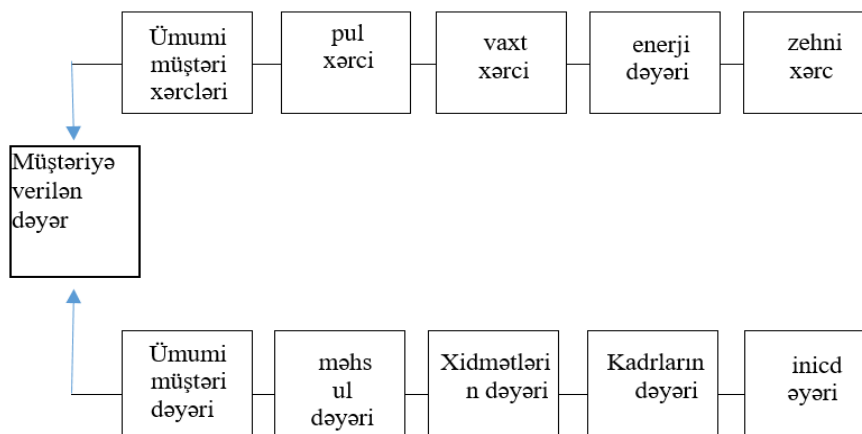 Ümumi
müştəri
xərcləri
pul
xərci
vaxt
xərci
enerji
dəyəri
zehni
xərc
Müştəriyə
verilən
dəyər
Ümumi
müştəri
dəyəri
məhs
ul
dəyəri
Xidmətləri
n dəyəri
Kadrların
dəyəri
inicd
əyəri